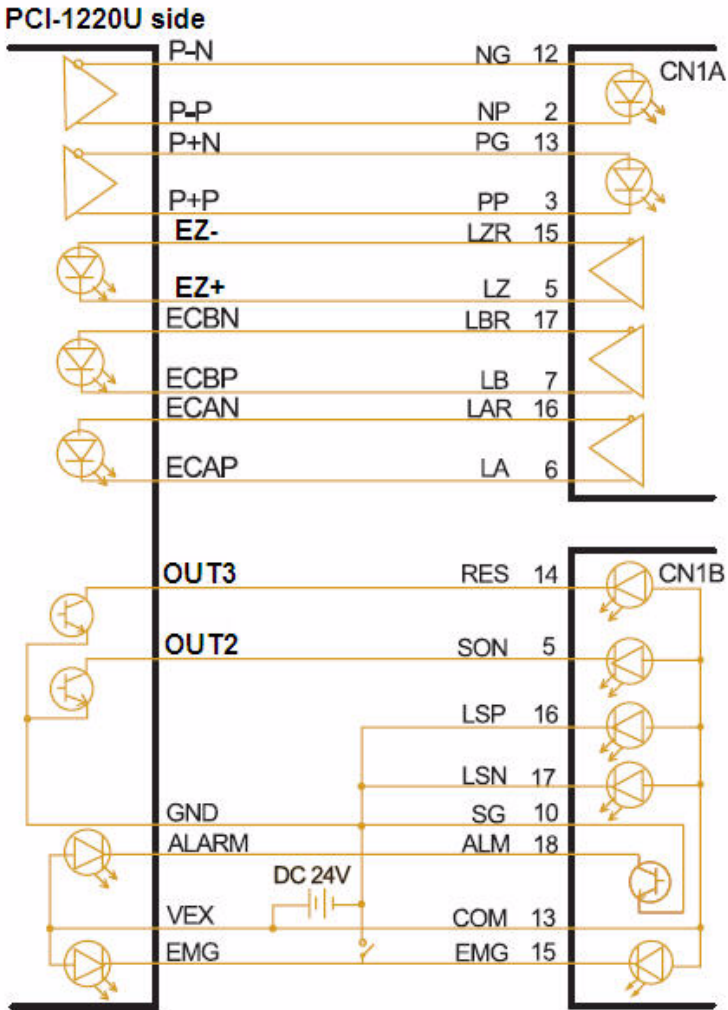 PCI-1220U side
P-N NG 12 CN1A
P-P NP 2
P+N PG 13
P+P PP 3
EZ- LZR 15
EZ+ LZ 5
ECBN LBR 17
ECBP LB 7
ECAN LAR 16
ECAP LA 6
OUT3 RES 14 CN1B
OUT2 SON 5
LSP 16
LSN 17
GND SG 10
ALARM ALM 18
DC 24V
VEX COM 13
EMG EMG 15